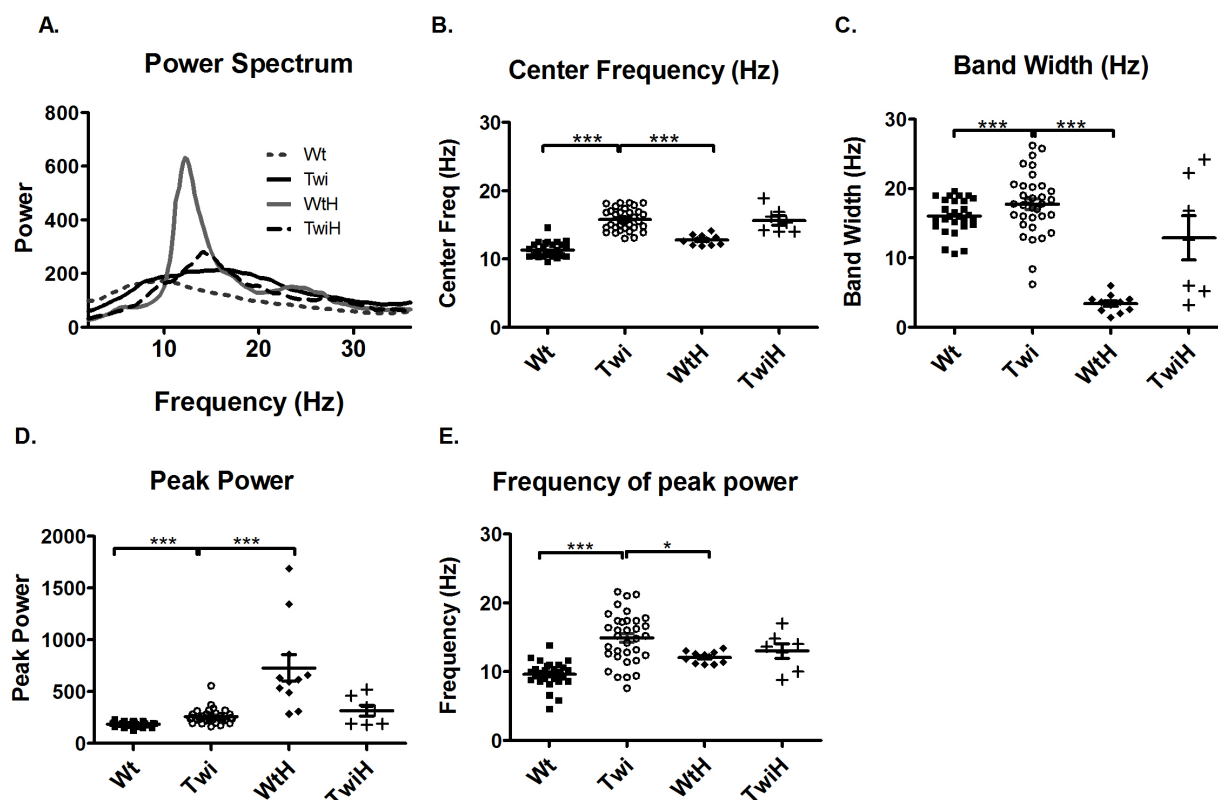 A.
Power Spectrum
800
600
400
200
0
Power
10 20 30
Frequency (Hz)
Wt
Twi
WtH
TwiH
B.
Center Frequency (Hz)
30
20
10
0
Center Freq (Hz)
*** ***
Wt Twi WtH TwiH
C.
Band Width (Hz)
30
20
10
0
Band Width (Hz)
*** ***
Wt Twi WtH TwiH
D.
Peak Power
2000
1500
1000
500
0
Peak Power
*** ***
Wt Twi WtH TwiH
E.
Frequency of peak power
30
20
10
0
Frequency (Hz)
*** *
Wt Twi WtH TwiH